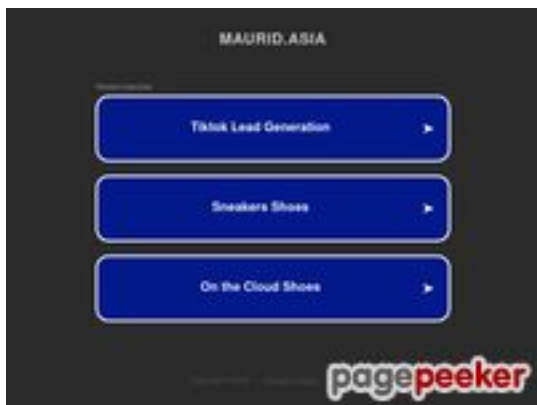 MAURID.ASIA
Tiktok Lead Generation
Sneakers Shoes
On the Cloud Shoes
pagepeeker